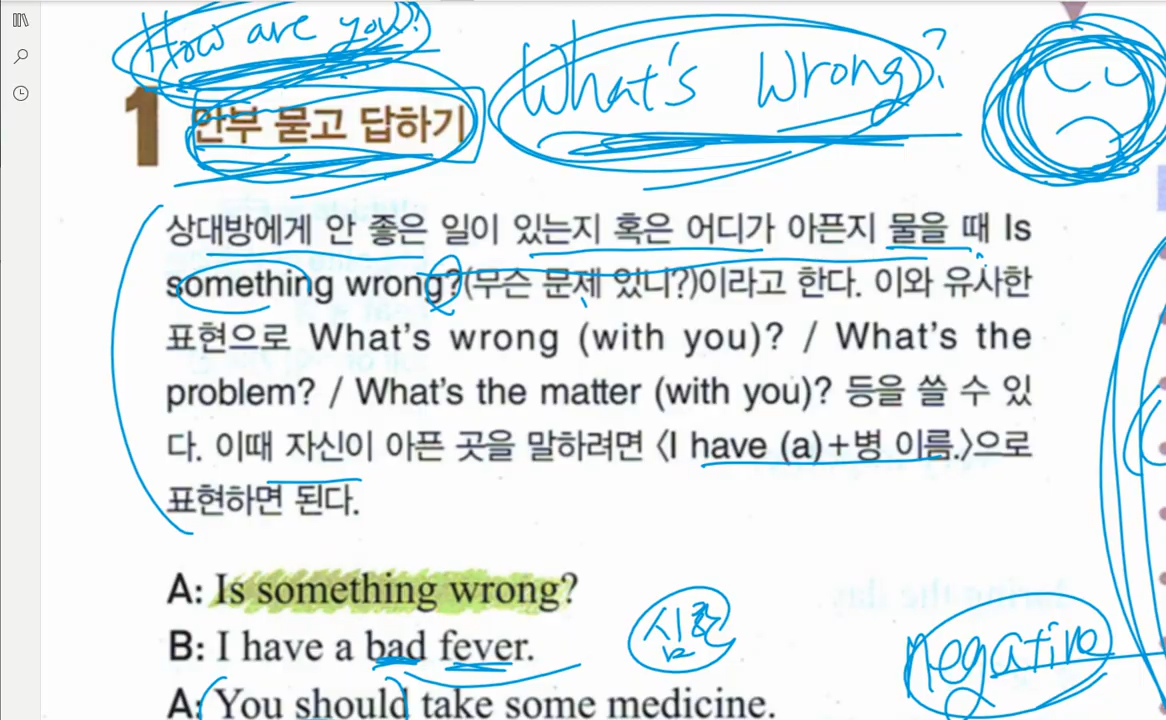 How are you?
What's Wrong?
1 안부 묻고 답하기
상대방에게 안 좋은 일이 있는지 혹은 어디가 아픈지 물을 때 Is
something wrong?(무슨 문제 있니?)이라고 한다. 이와 유사한
표현으로 What's wrong (with you)? / What's the
problem? / What's the matter (with you)? 등을 쓸 수 있
다. 이때 자신이 아픈 곳을 말하려면 〈I have (a)+병 이름.〉으로
표현하면 된다.
A: Is something wrong?
심한
B: I have a bad fever.
negative
A: You should take some medicine.